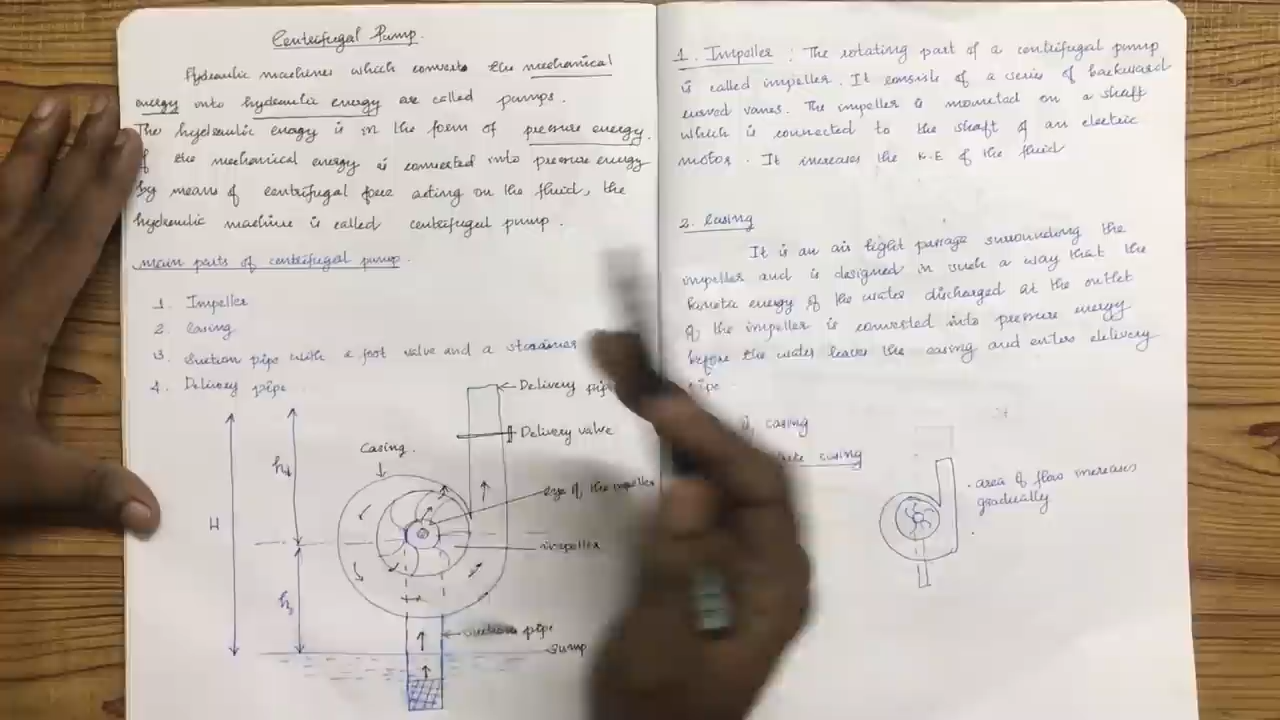 Centrifugal Pump.
Hydraulic machines which converts the mechanical
energy into hydraulic energy are called pumps.
The hydraulic energy is in the form of pressure energy.
If the mechanical energy is converted into pressure energy
by means of centrifugal force acting on the fluid, the
hydraulic machine is called centrifugal pump.
main parts of centrifugal pump.
1. Impeller
2. Casing
3. Suction pipe with a foot valve and a strainer
4. Delivery pipe
Delivery pipe
Delivery valve
Casing.
hd
eye of the impeller
H
impeller
hs
suction pipe
Sump
1. Impeller : The rotating part of a centrifugal pump
is called impeller. It consists of a series of backward
curved vanes. The impeller is mounted on a shaft
which is connected to the shaft of an electric
motor. It increases the K.E of the fluid
2. Casing
It is an air tight passage surrounding the
impeller and is designed in such a way that the
kinetic energy of the water discharged at the outlet
of the impeller is converted into pressure energy
before the water leaves the casing and enters delivery
pipe.
casing
casing
. area of flow increases
gradually
.